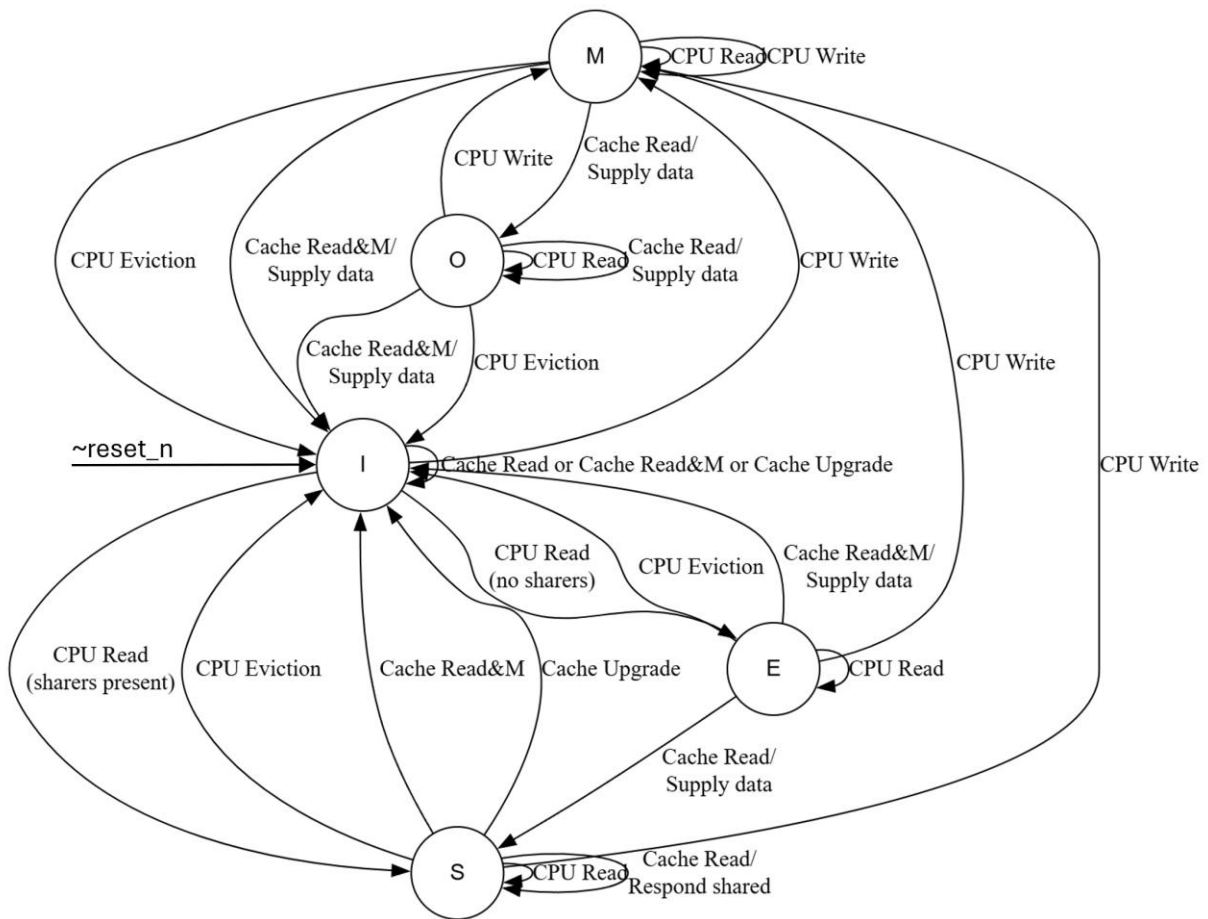 M
CPU Read
CPU Write
CPU Write
Cache Read/
Supply data
CPU Eviction
Cache Read&M/
Supply data
O
CPU Read
Cache Read/
Supply data
CPU Write
Cache Read&M/
Supply data
CPU Eviction
CPU Write
~reset_n
I
Cache Read or Cache Read&M or Cache Upgrade
CPU Write
CPU Read
(no sharers)
CPU Eviction
Cache Read&M/
Supply data
CPU Read
(sharers present)
CPU Eviction
Cache Read&M
Cache Upgrade
E
CPU Read
Cache Read/
Supply data
S
CPU Read
Cache Read/
Respond shared